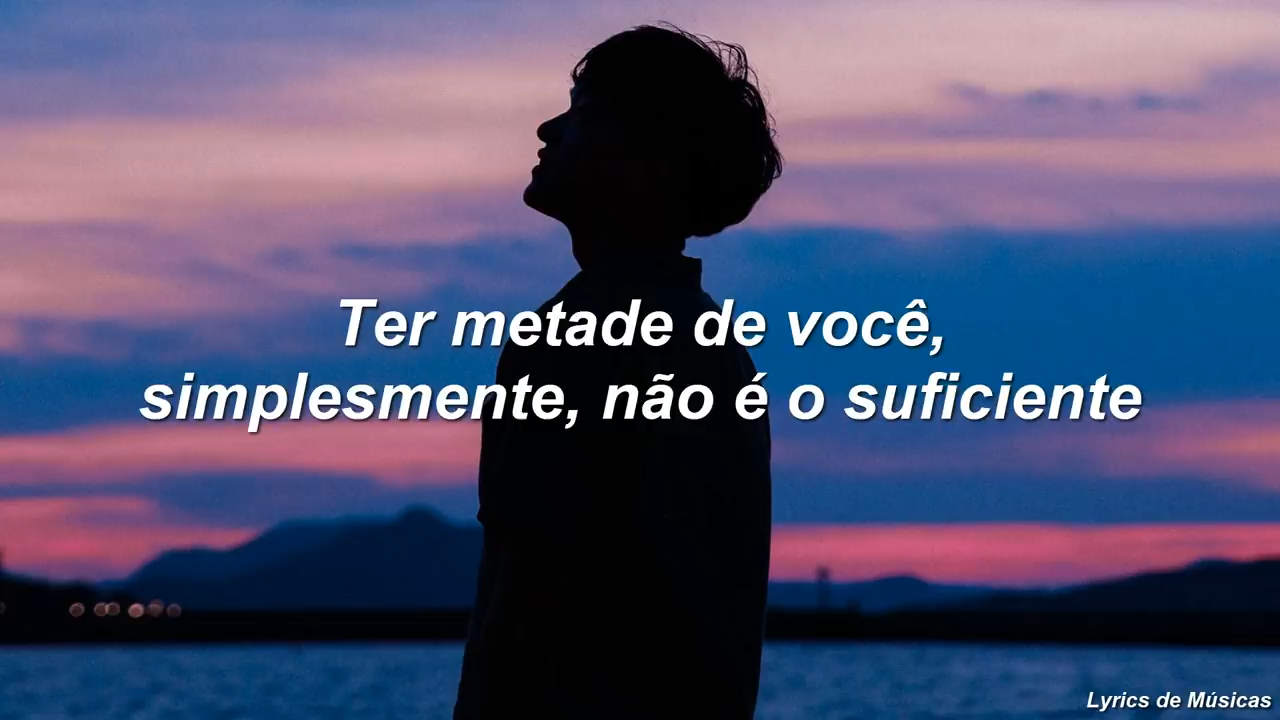 Ter metade de você,
simplesmente, não é o suficiente
Lyrics de Músicas